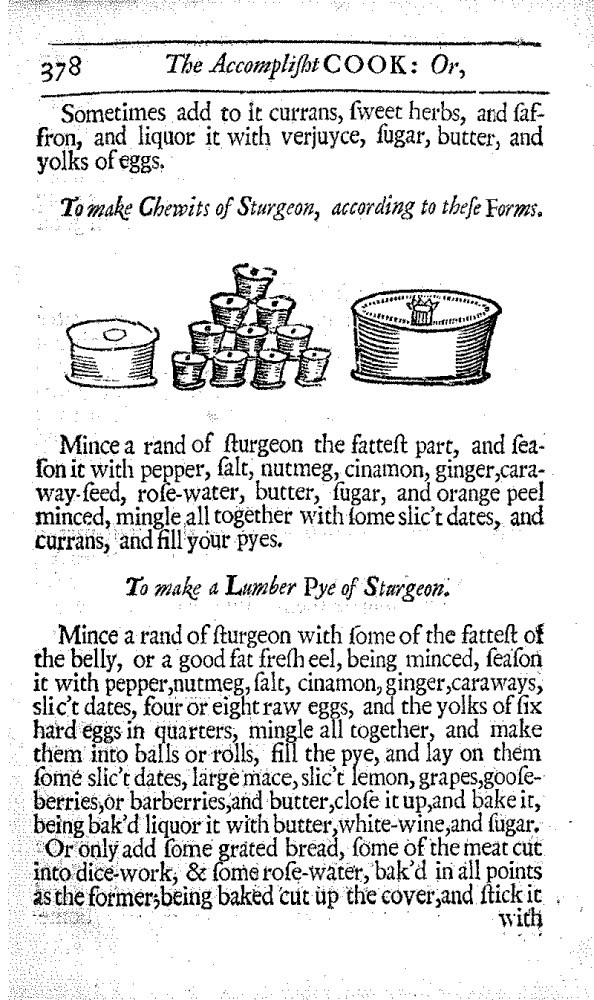 378 The Accompliſht COOK: Or,
Sometimes add to it currans, ſweet herbs, and ſaf-
fron, and liquor it with verjuyce, ſugar, butter, and
yolks of eggs.
To make Chewits of Sturgeon, according to theſe Forms.
Mince a rand of ſturgeon the fatteſt part, and ſea-
ſon it with pepper, ſalt, nutmeg, cinamon, ginger,cara-
way-ſeed, roſe-water, butter, ſugar, and orange peel
minced, mingle all together with ſome slic't dates, and
currans, and fill your pyes.
To make a Lumber Pye of Sturgeon.
Mince a rand of ſturgeon with ſome of the fatteſt of
the belly, or a good fat freſh eel, being minced, ſeaſon
it with pepper,nutmeg, ſalt, cinamon, ginger,caraways,
slic't dates, four or eight raw eggs, and the yolks of ſix
hard eggs in quarters, mingle all together, and make
them into balls or rolls, fill the pye, and lay on them
ſome slic't dates, large mace, slic't lemon, grapes,gooſe-
berries,or barberries,and butter,cloſe it up,and bake it,
being bak'd liquor it with butter,white-wine,and ſugar.
Or only add ſome grated bread, ſome of the meat cut
into dice-work, & ſome roſe-water, bak'd in all points
as the former;being baked cut up the cover,and ſtick it
with